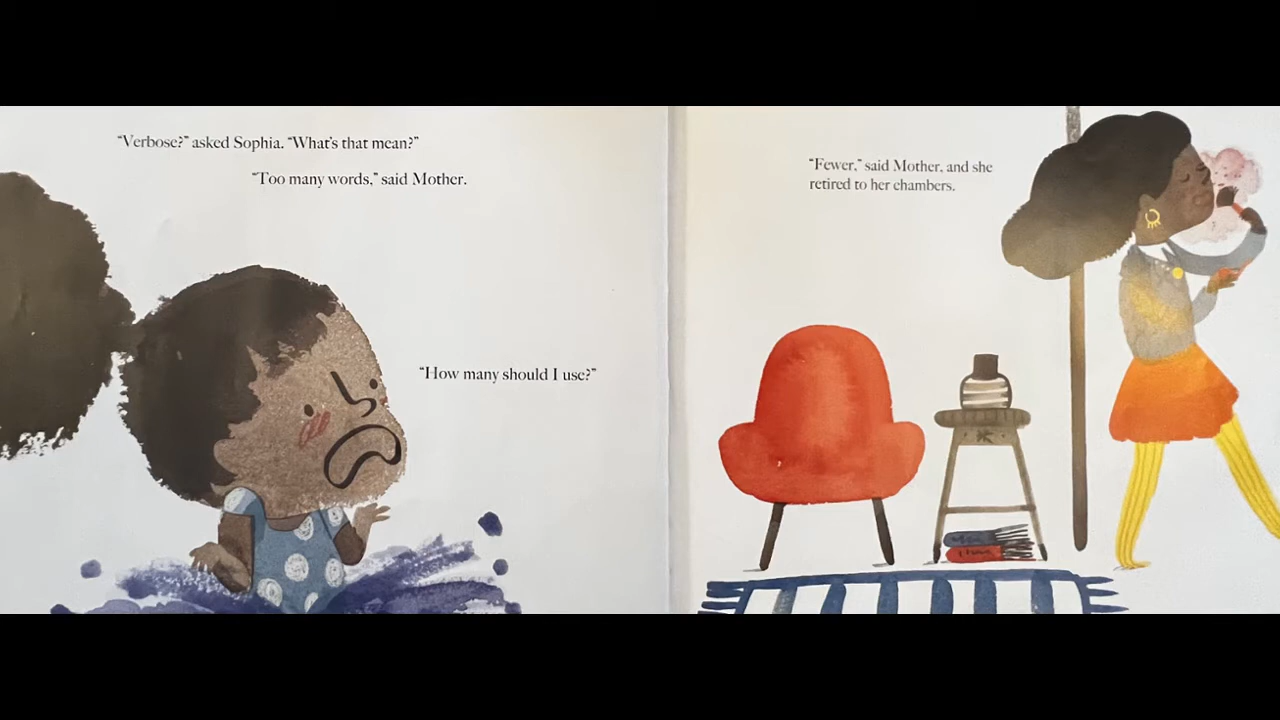 “Verbose?” asked Sophia. “What’s that mean?”
“Too many words,” said Mother.
“How many should I use?”
“Fewer,” said Mother, and she
retired to her chambers.